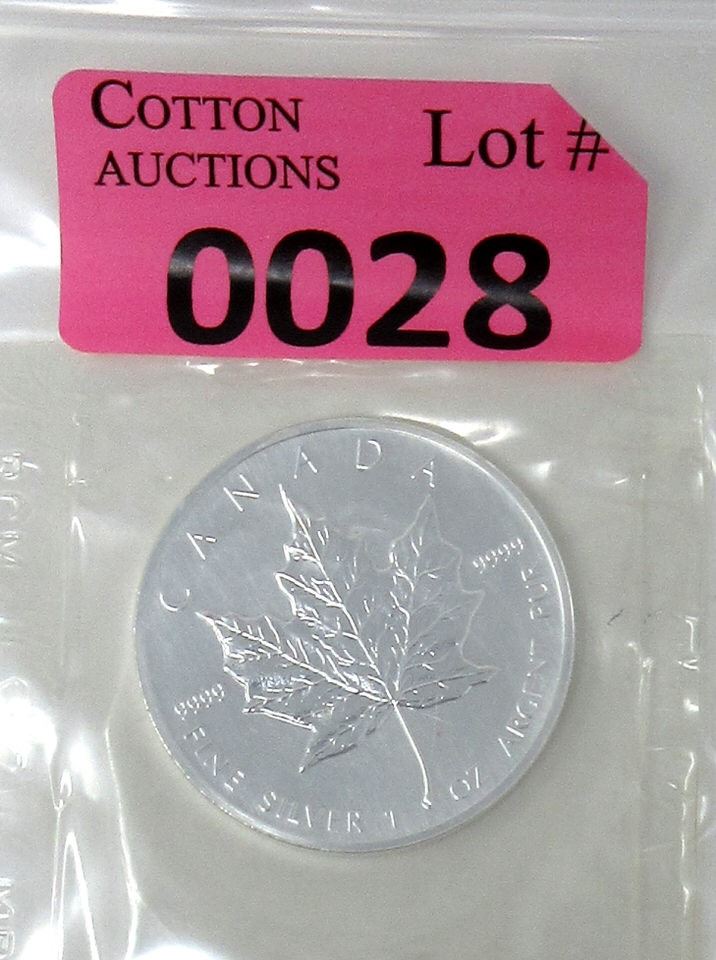 COTTON
AUCTIONS
Lot #
0028
CANADA
9999
9999
FINE SILVER 1 OZ ARGENT PUR